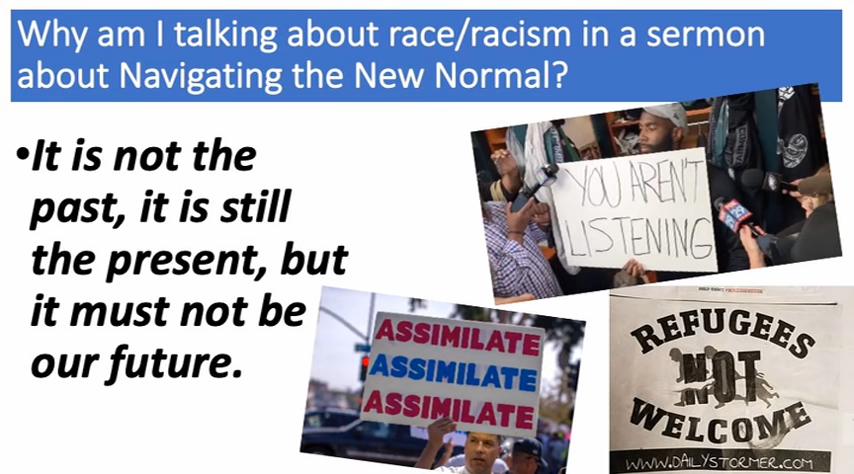 Why am I talking about race/racism in a sermon
about Navigating the New Normal?
•It is not the
past, it is still
the present, but
it must not be
our future.
YOU AREN'T
LISTENING
ASSIMILATE
ASSIMILATE
ASSIMILATE
REFUGEES
NOT
WELCOME
WWW.DAILYSTORMER.COM